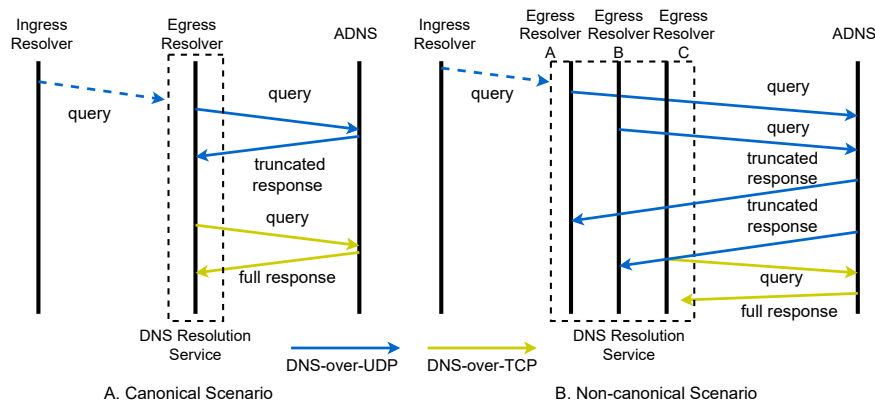 Ingress
Resolver
Egress
Resolver
ADNS
query
query
truncated
response
query
full response
DNS Resolution
Service
A. Canonical Scenario
Ingress
Resolver
Egress
Resolver
A
Egress
Resolver
B
Egress
Resolver
C
ADNS
query
query
query
truncated
response
truncated
response
query
full response
DNS Resolution
Service
DNS-over-UDP
DNS-over-TCP
B. Non-canonical Scenario